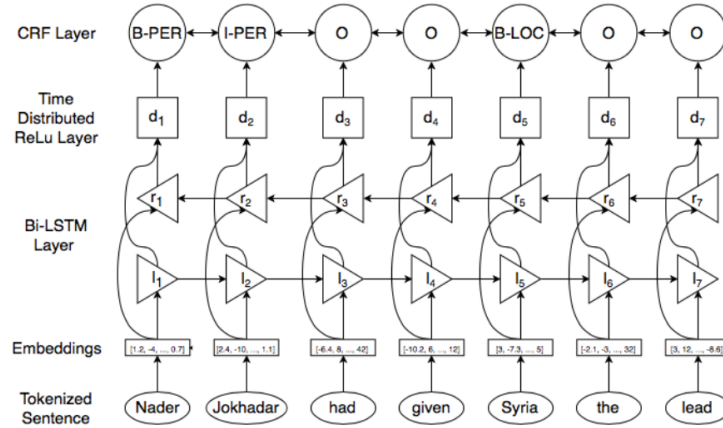 CRF Layer
B-PER I-PER O O B-LOC O O
Time
Distributed
ReLu Layer
d1 d2 d3 d4 d5 d6 d7
r1 r2 r3 r4 r5 r6 r7
Bi-LSTM
Layer
l1 l2 l3 l4 l5 l6 l7
Embeddings
[1.2, -4, ..., 0.7] [2.4, -10, ..., 1.1] [-6.4, 8, ..., 42] [-10.2, 6, ..., 12] [3, -7.3, ..., 5] [-2.1, -3, ..., 32] [3, 12, ..., -8.6]
Tokenized
Sentence
Nader Jokhadar had given Syria the lead